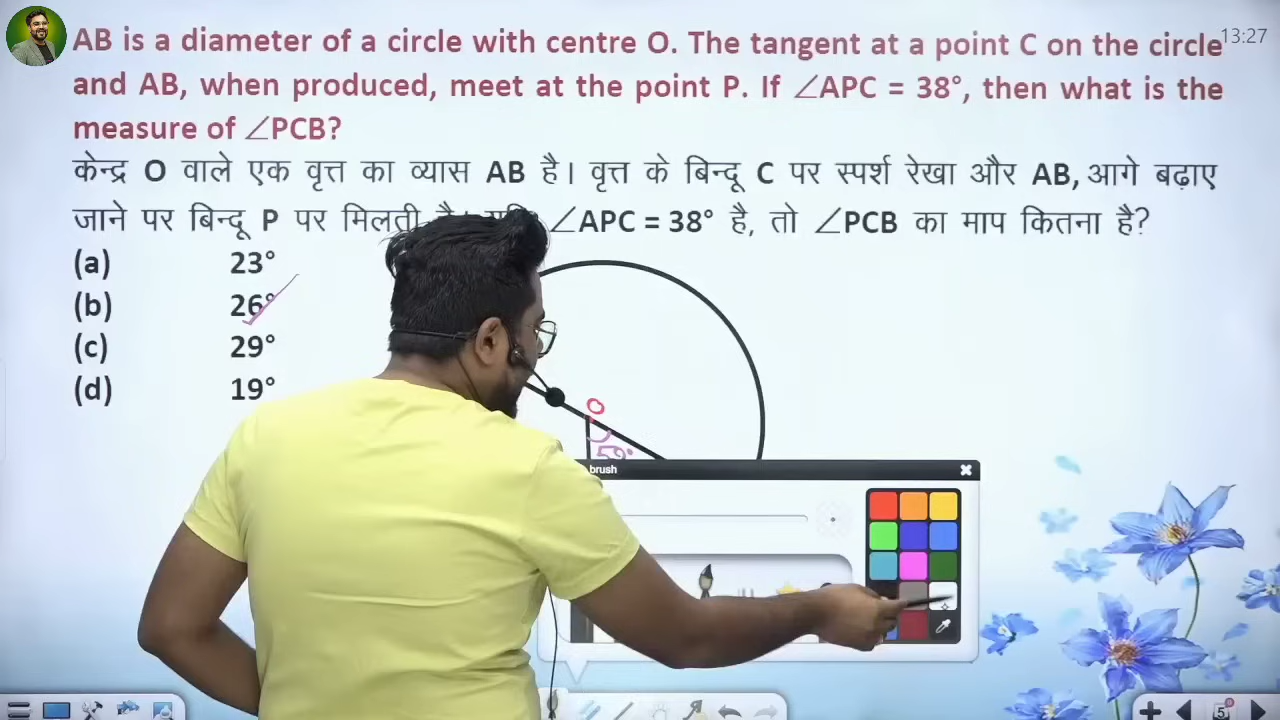 AB is a diameter of a circle with centre O. The tangent at a point C on the circle
13:27
and AB, when produced, meet at the point P. If ∠APC = 38°, then what is the
measure of ∠PCB?
केन्द्र O वाले एक वृत्त का व्यास AB है। वृत्त के बिन्दू C पर स्पर्श रेखा और AB, आगे बढ़ाए
जाने पर बिन्दू P पर मिलती ∠APC = 38° है, तो ∠PCB का माप कितना है?
(a) 23°
(b) 26°
(c) 29°
(d) 19°
O
52°
brush
5